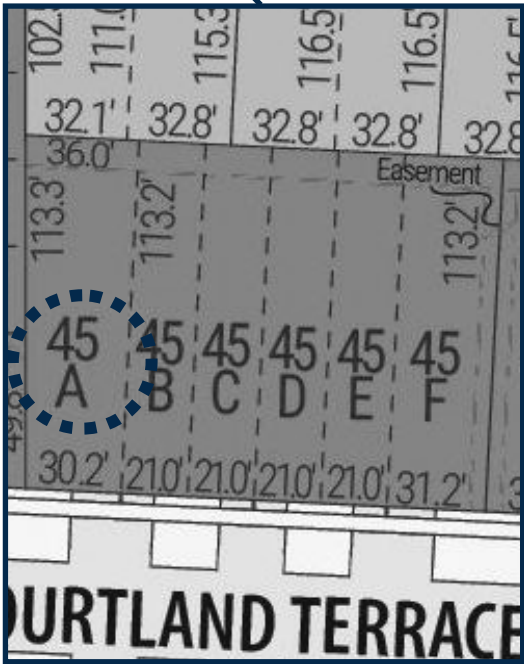 111.0 115.3 116.5' 116.5'
32.1' 32.8' 32.8' 32.8' 32.8
36.0' Easement
113.3' 113.2' 113.2'
45 45 45 45 45 45
A B C D E F
30.2' 21.0' 21.0' 21.0' 21.0' 31.2'
OURTLAND TERRACE